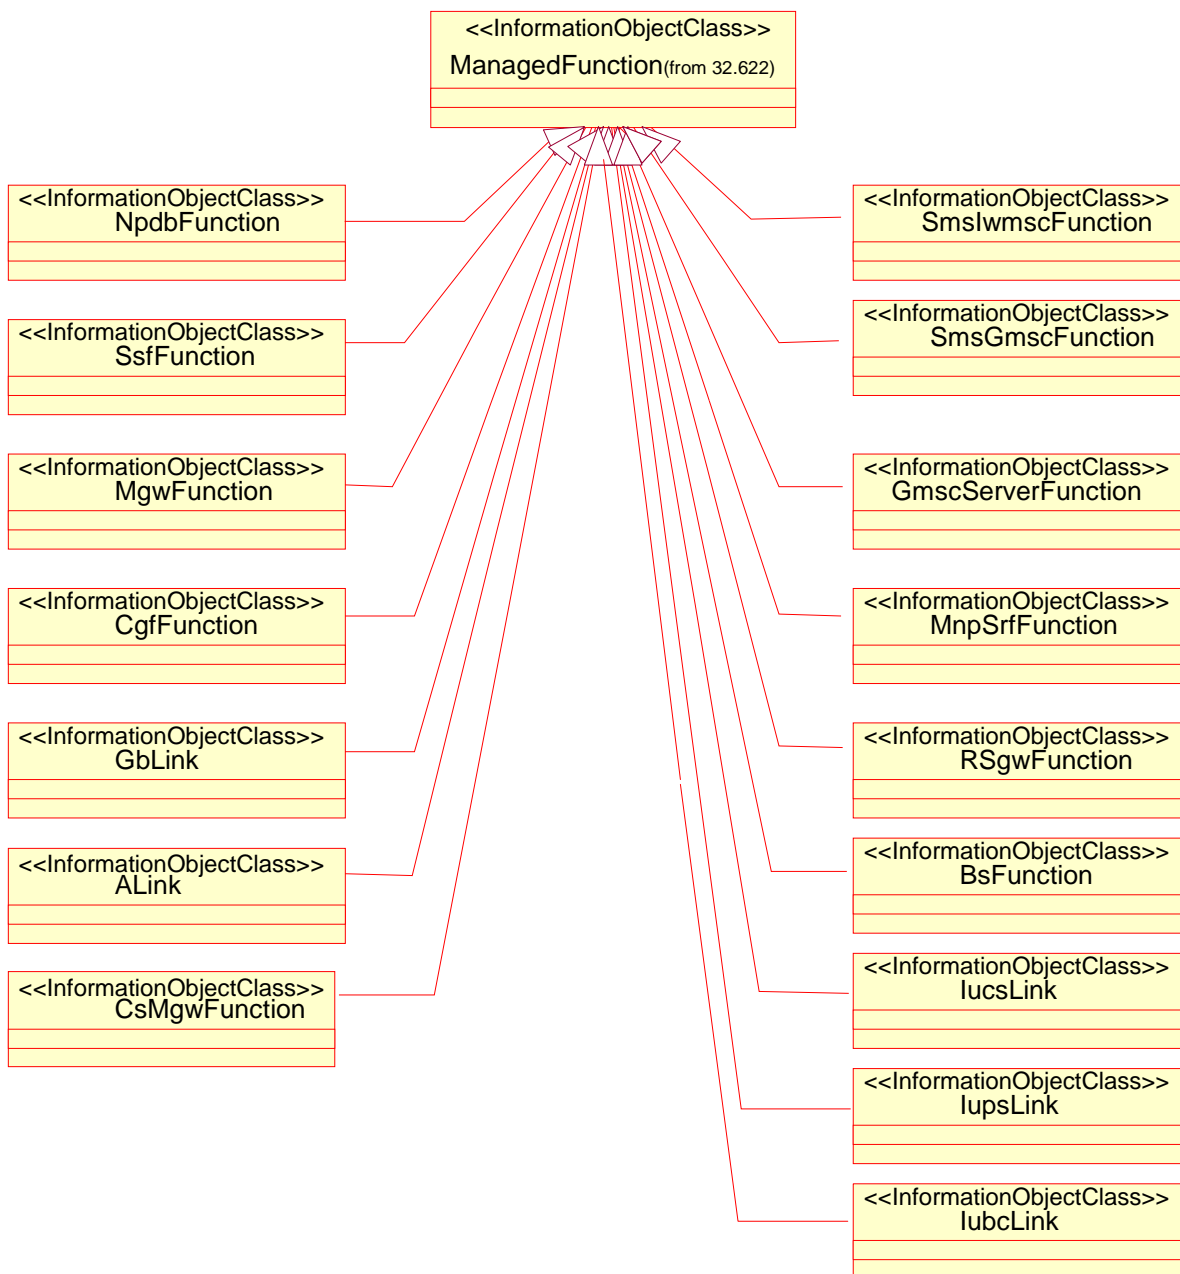 <<InformationObjectClass>>
ManagedFunction(from 32.622)
<<InformationObjectClass>>
NpdbFunction
<<InformationObjectClass>>
SsfFunction
<<InformationObjectClass>>
MgwFunction
<<InformationObjectClass>>
CgfFunction
<<InformationObjectClass>>
GbLink
<<InformationObjectClass>>
ALink
<<InformationObjectClass>>
CsMgwFunction
<<InformationObjectClass>>
SmsIwmscFunction
<<InformationObjectClass>>
SmsGmscFunction
<<InformationObjectClass>>
GmscServerFunction
<<InformationObjectClass>>
MnpSrfFunction
<<InformationObjectClass>>
RSgwFunction
<<InformationObjectClass>>
BsFunction
<<InformationObjectClass>>
IucsLink
<<InformationObjectClass>>
IupsLink
<<InformationObjectClass>>
IubcLink